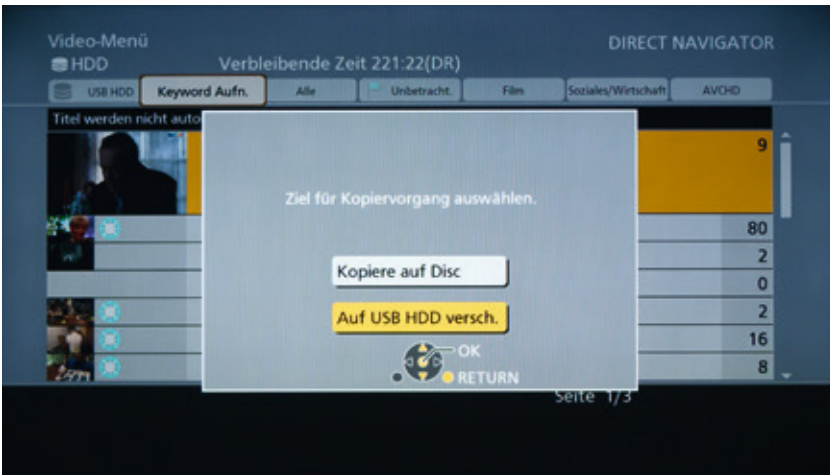 Video-Menü
DIRECT NAVIGATOR
HDD
Verbleibende Zeit 221:22(DR)
USB HDD
Keyword Aufn.
Alle
Unbetracht.
Film
Soziales/Wirtschaft
AVCHD
Titel werden nicht auto
9
Ziel für Kopiervorgang auswählen.
80
2
Kopiere auf Disc
0
Auf USB HDD versch.
2
16
OK
8
RETURN
Seite 1/3